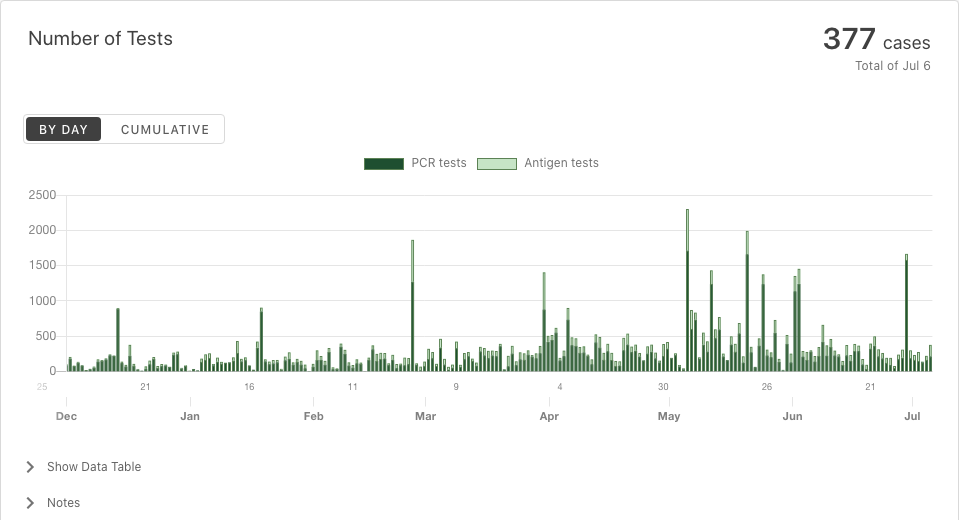 Number of Tests
377 cases
Total of Jul 6
BY DAY
CUMULATIVE
PCR tests
Antigen tests
2500
2000
1500
1000
500
0
25 21 16 11 9 4 30 26 21
Dec Jan Feb Mar Apr May Jun Jul
Show Data Table
Notes